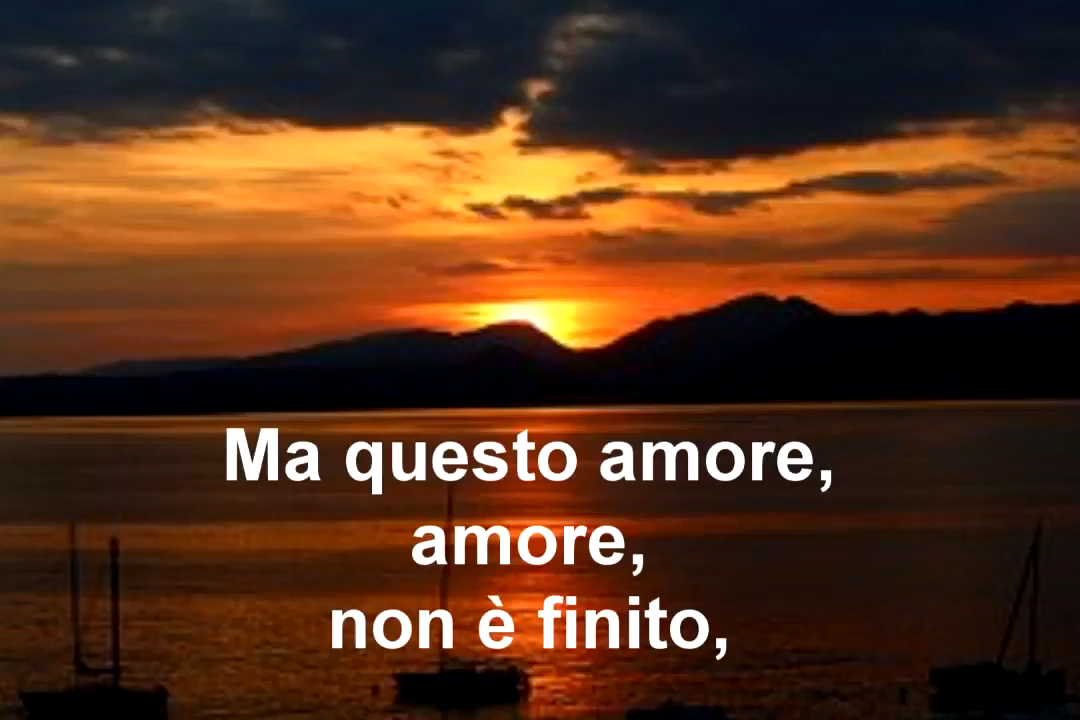 Ma questo amore,
amore,
non è finito,